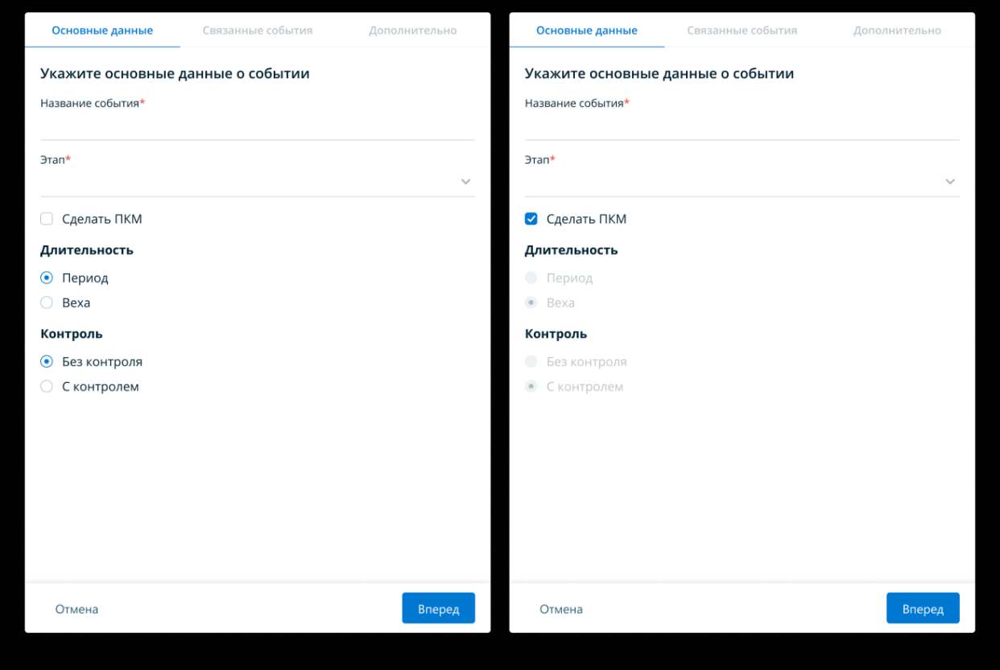 Основные данные Связанные события Дополнительно
Укажите основные данные о событии
Название события*
Этап*
Сделать ПКМ
Длительность
Период
Веха
Контроль
Без контроля
С контролем
Отмена Вперед
Основные данные Связанные события Дополнительно
Укажите основные данные о событии
Название события*
Этап*
Сделать ПКМ
Длительность
Период
Веха
Контроль
Без контроля
С контролем
Отмена Вперед